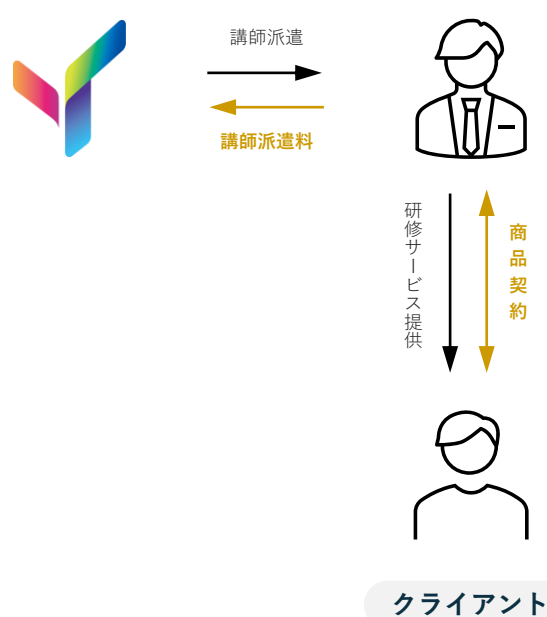 講師派遣
講師派遣料
研修サービス提供
商品契約
クライアント